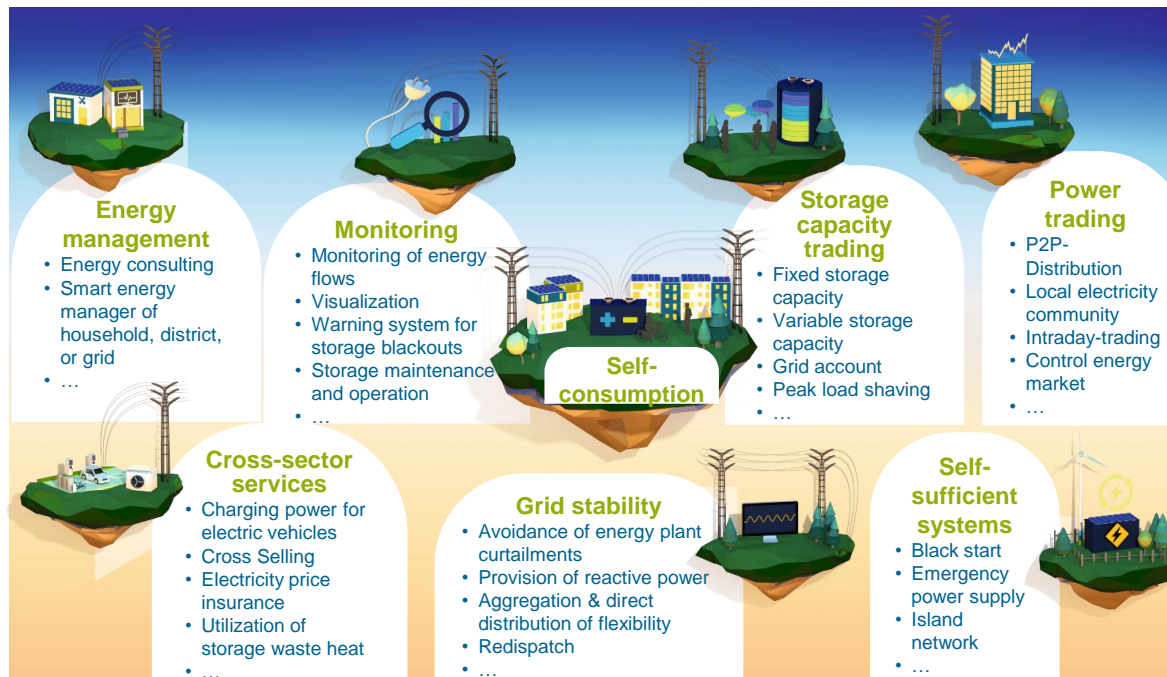 Energy
management
• Energy consulting
• Smart energy
manager of
household, district,
or grid
• …
Monitoring
• Monitoring of energy
flows
• Visualization
• Warning system for
storage blackouts
• Storage maintenance
and operation
• …
Self-
consumption
Storage
capacity
trading
• Fixed storage
capacity
• Variable storage
capacity
• Grid account
• Peak load shaving
• …
Power
trading
• P2P-
Distribution
• Local electricity
community
• Intraday-trading
• Control energy
market
• …
Cross-sector
services
• Charging power for
electric vehicles
• Cross Selling
• Electricity price
insurance
• Utilization of
storage waste heat
• …
Grid stability
• Avoidance of energy plant
curtailments
• Provision of reactive power
• Aggregation & direct
distribution of flexibility
• Redispatch
• …
Self-
sufficient
systems
• Black start
• Emergency
power supply
• Island
network
• …